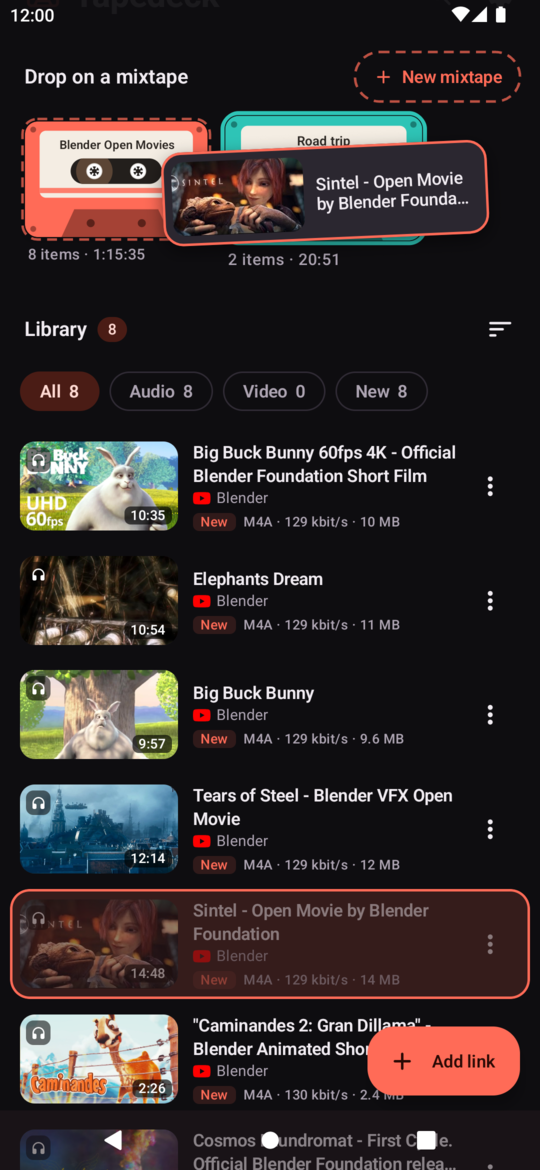 12:00
Drop on a mixtape
+ New mixtape
Blender Open Movies
Road trip
SINTEL
Sintel - Open Movie
by Blender Founda…
8 items · 1:15:35
2 items · 20:51
Library 8
All 8
Audio 8
Video 0
New 8
UHD
60fps
10:35
Big Buck Bunny 60fps 4K - Official
Blender Foundation Short Film
Blender
New M4A · 129 kbit/s · 10 MB
10:54
Elephants Dream
Blender
New M4A · 129 kbit/s · 11 MB
9:57
Big Buck Bunny
Blender
New M4A · 129 kbit/s · 9.6 MB
12:14
Tears of Steel - Blender VFX Open
Movie
Blender
New M4A · 129 kbit/s · 12 MB
14:48
Sintel - Open Movie by Blender
Foundation
Blender
New M4A · 129 kbit/s · 14 MB
Caminandes
2:26
"Caminandes 2: Gran Dillama" -
Blender Animated
Blender
New M4A · 130 kbit/s · 2.4 MB
+ Add link
Cosmos - First
Official Blender Foundation relea…